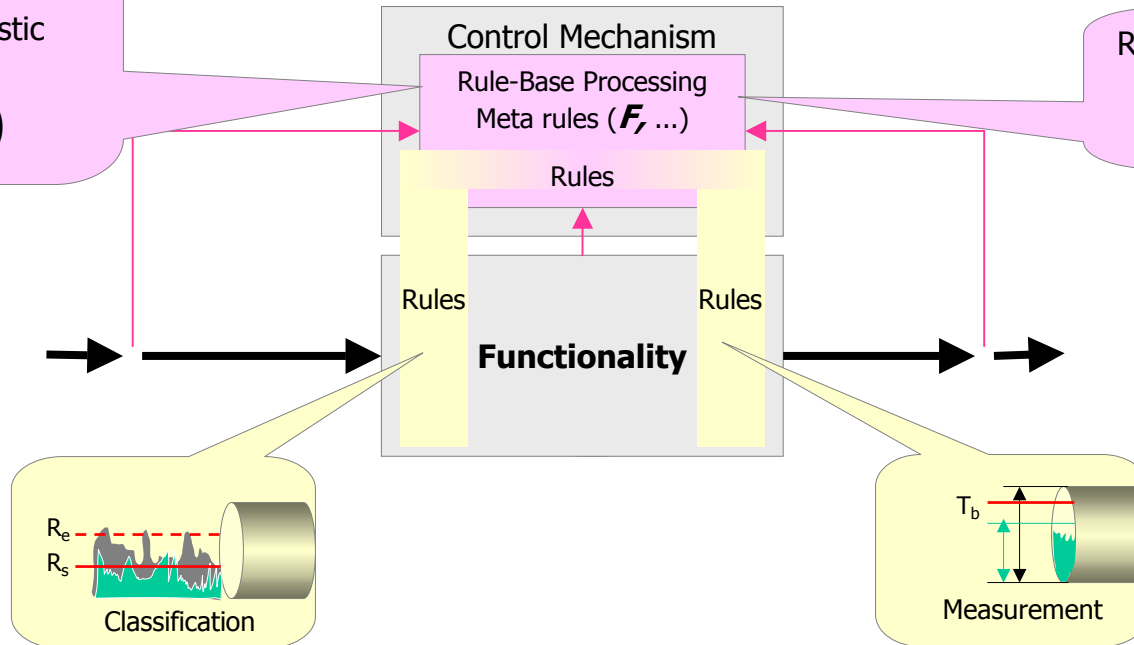 stic
)
R
Control Mechanism
Rule-Base Processing
Meta rules (F, ...)
Rules
Rules
Rules
Functionality
Re
Rs
Classification
Tb
Measurement